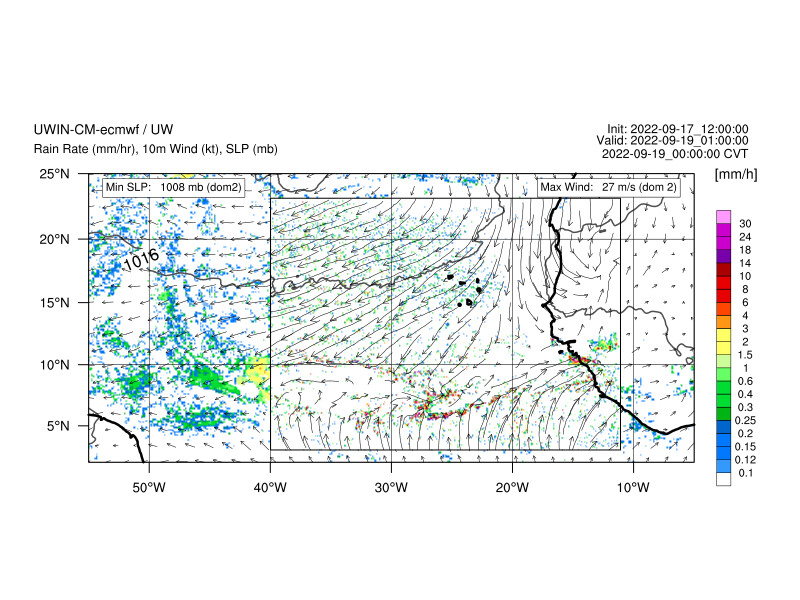 UWIN-CM-ecmwf / UW
Init: 2022-09-17_12:00:00
Valid: 2022-09-19_01:00:00
Rain Rate (mm/hr), 10m Wind (kt), SLP (mb)
2022-09-19_00:00:00 CVT
[mm/h]
Min SLP: 1008 mb (dom2)
Max Wind: 27 m/s (dom 2)
1016
25°N
20°N
15°N
10°N
5°N
50°W
40°W
30°W
20°W
10°W
30
24
18
14
10
8
6
4
3
2
1.5
1
0.6
0.4
0.3
0.25
0.2
0.15
0.12
0.1